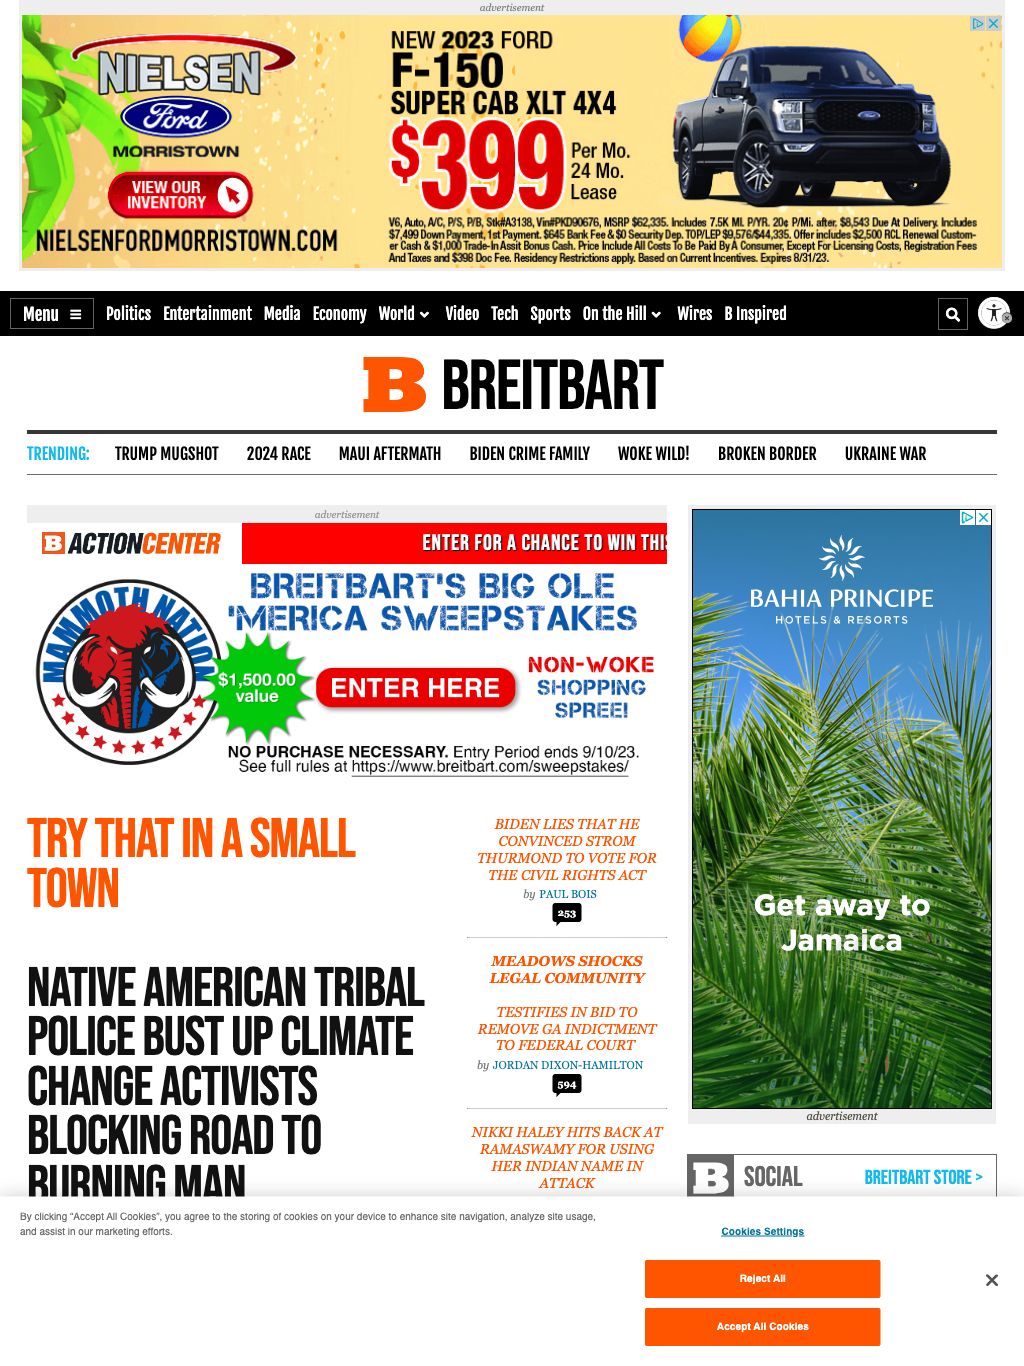 advertisement
NIELSEN
Ford
MORRISTOWN
VIEW OUR
INVENTORY
NIELSENFORDMORRISTOWN.COM
NEW 2023 FORD
F-150
SUPER CAB XLT 4X4
$399
Per Mo.
24 Mo.
Lease
V6, Auto, A/C, P/S, P/B, Stk#A3138, Vin#PKD90676, MSRP $62,335. Includes 7.5K MI. P/YR. 20¢ P/Mi. after. $8,543 Due At Delivery. Includes
$7,499 Down Payment, 1st Payment. $645 Bank Fee & $0 Security Dep. TOP/LEP $9,576/$44,335. Offer includes $2,500 RCL Renewal Custom-
er Cash & $1,000 Trade-In Assit Bonus Cash. Price Include All Costs To Be Paid By A Consumer, Except For Licensing Costs, Registration Fees
And Taxes and $398 Doc Fee. Residency Restrictions apply. Based on Current Incentives. Expires 8/31/23.
Menu
Politics Entertainment Media Economy World Video Tech Sports On the Hill Wires B Inspired
B BREITBART
TRENDING: TRUMP MUGSHOT 2024 RACE MAUI AFTERMATH BIDEN CRIME FAMILY WOKE WILD! BROKEN BORDER UKRAINE WAR
advertisement
B ACTIONCENTER
ENTER FOR A CHANCE TO WIN THIS
BREITBART'S BIG OLE
'MERICA SWEEPSTAKES
MAMMOTH NATION
$1,500.00
value
ENTER HERE
NON-WOKE
SHOPPING
SPREE!
NO PURCHASE NECESSARY. Entry Period ends 9/10/23.
See full rules at https://www.breitbart.com/sweepstakes/
TRY THAT IN A SMALL
TOWN
NATIVE AMERICAN TRIBAL
POLICE BUST UP CLIMATE
CHANGE ACTIVISTS
BLOCKING ROAD TO
BURNING MAN
BIDEN LIES THAT HE
CONVINCED STROM
THURMOND TO VOTE FOR
THE CIVIL RIGHTS ACT
by PAUL BOIS
253
MEADOWS SHOCKS
LEGAL COMMUNITY
TESTIFIES IN BID TO
REMOVE GA INDICTMENT
TO FEDERAL COURT
by JORDAN DIXON-HAMILTON
594
NIKKI HALEY HITS BACK AT
RAMASWAMY FOR USING
HER INDIAN NAME IN
ATTACK
BAHIA PRINCIPE
HOTELS & RESORTS
Get away to
Jamaica
advertisement
B SOCIAL
BREITBART STORE >
By clicking “Accept All Cookies”, you agree to the storing of cookies on your device to enhance site navigation, analyze site usage,
and assist in our marketing efforts.
Cookies Settings
Reject All
Accept All Cookies